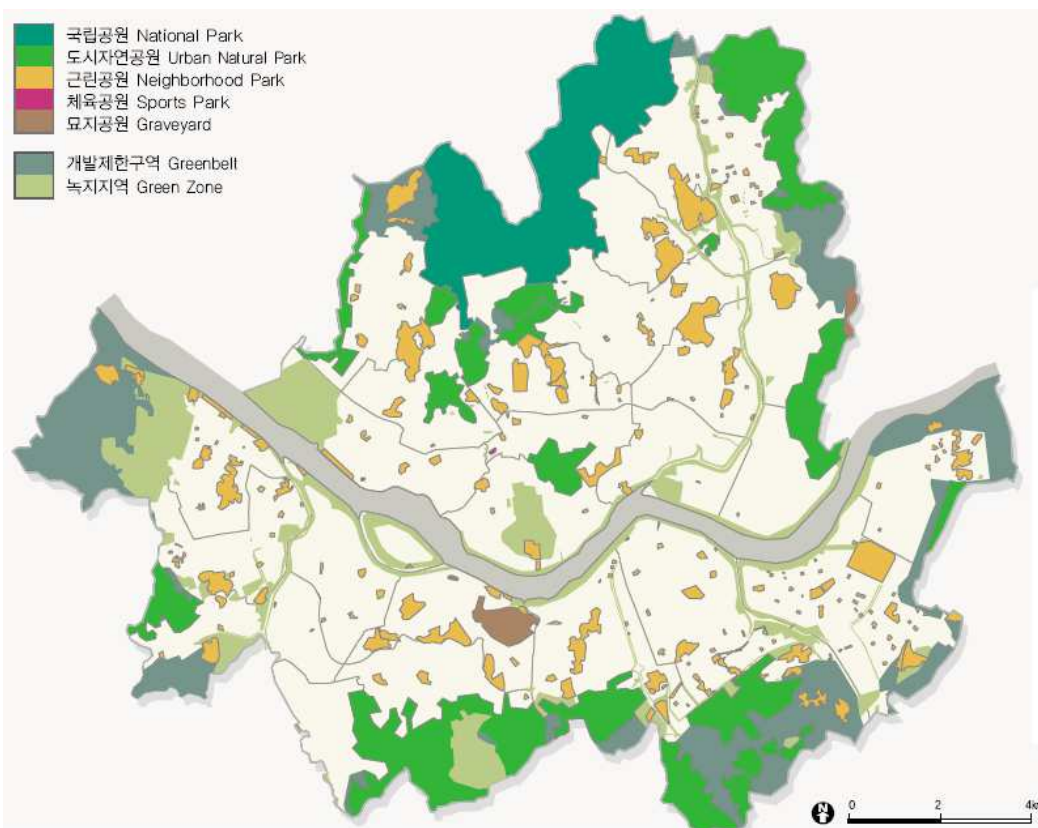 국립공원 National Park
도시자연공원 Urban Natural Park
근린공원 Neighborhood Park
체육공원 Sports Park
묘지공원 Graveyard
개발제한구역 Greenbelt
녹지지역 Green Zone
N
0 2 4km